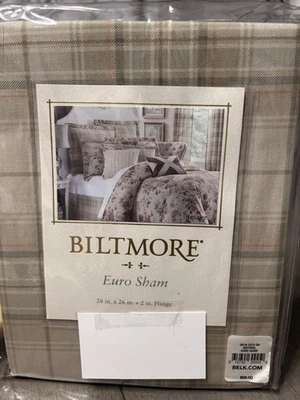 BILTMORE®
Euro Sham
26 in. x 26 in. + 2 in. Flange
BELK.COM